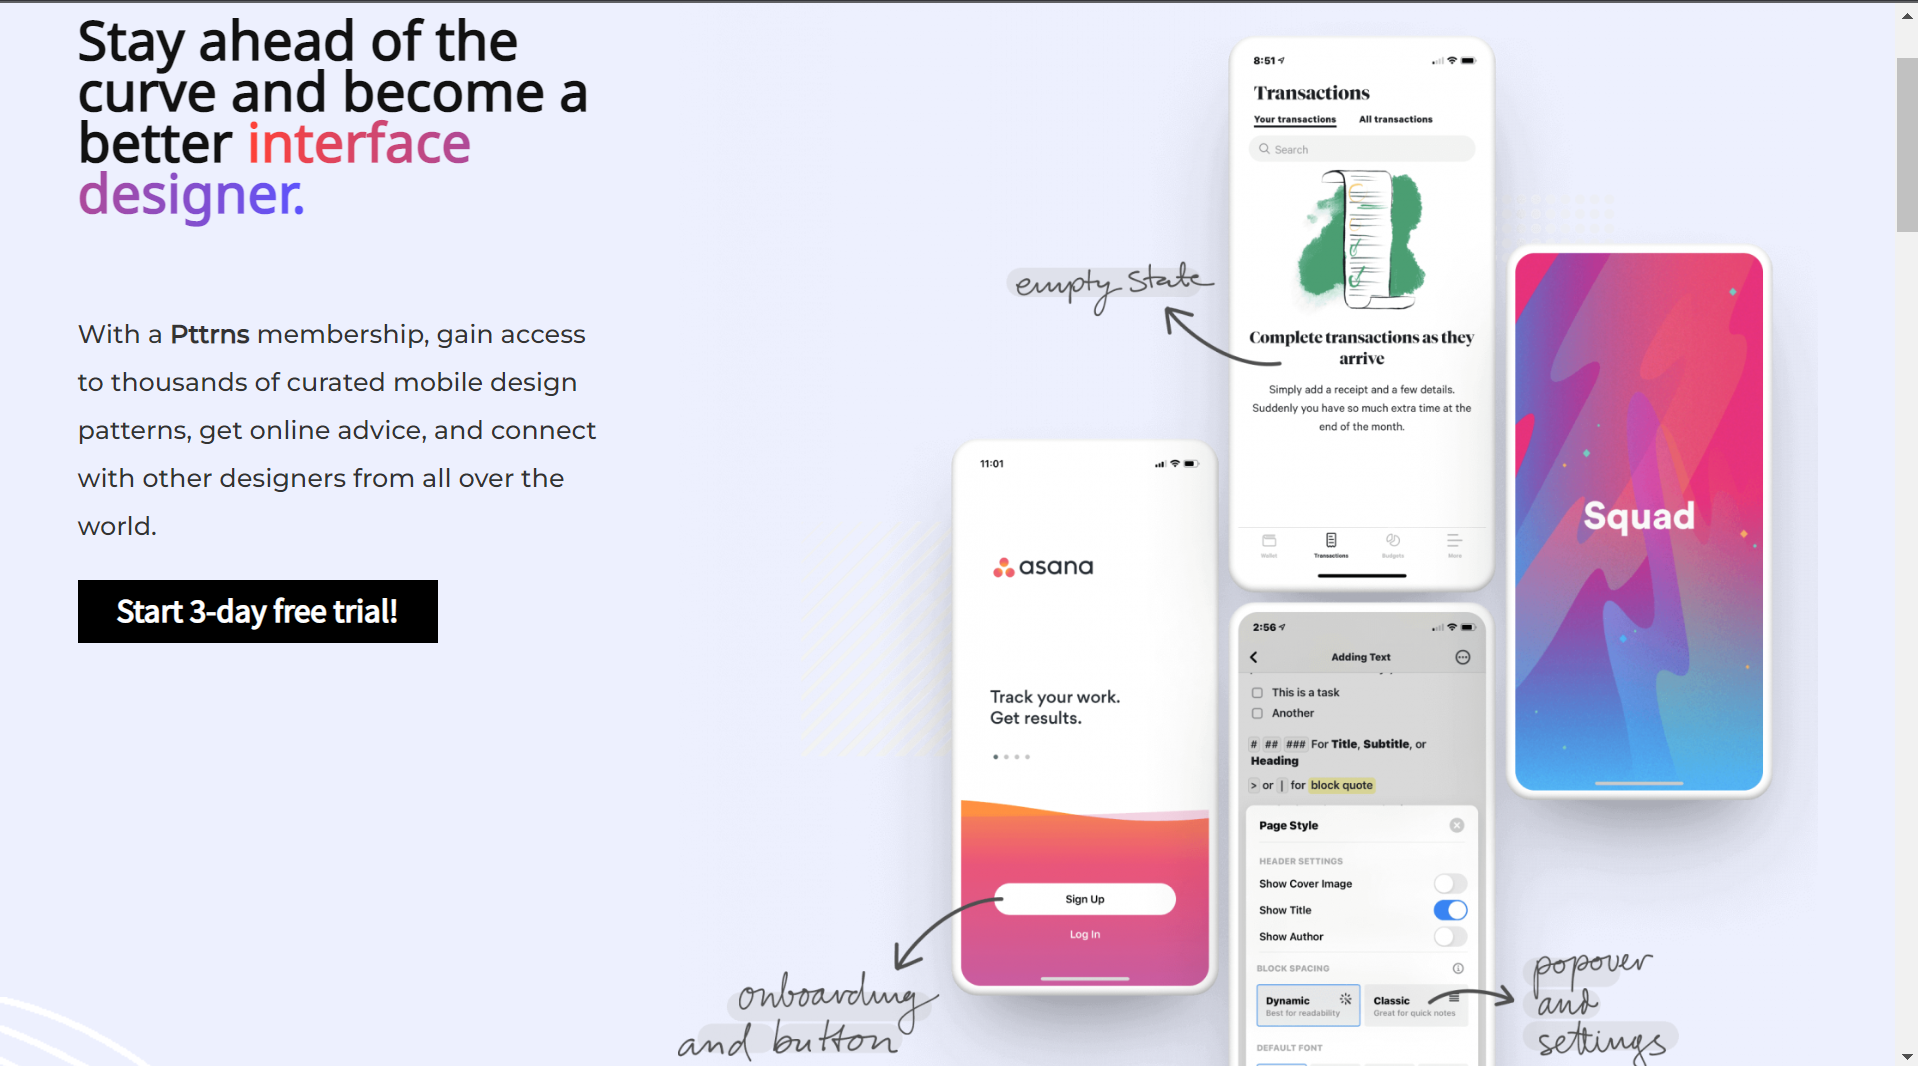 Stay ahead of the
curve and become a
better interface
designer.
With a Pttrns membership, gain access
to thousands of curated mobile design
patterns, get online advice, and connect
with other designers from all over the
world.
Start 3-day free trial!
8:51
Transactions
Your transactions All transactions
Search
empty state
Complete transactions as they
arrive
Simply add a receipt and a few details.
Suddenly you have so much extra time at the
end of the month.
Wallet Transactions Budgets More
Squad
11:01
asana
Track your work.
Get results.
Sign Up
Log In
onboarding
and button
2:56
Adding Text
This is a task
Another
# ## ### For Title, Subtitle, or
Heading
> or | for block quote
Page Style
HEADER SETTINGS
Show Cover Image
Show Title
Show Author
BLOCK SPACING
Dynamic
Best for readability
Classic
Great for quick notes
DEFAULT FONT
popover
and
settings